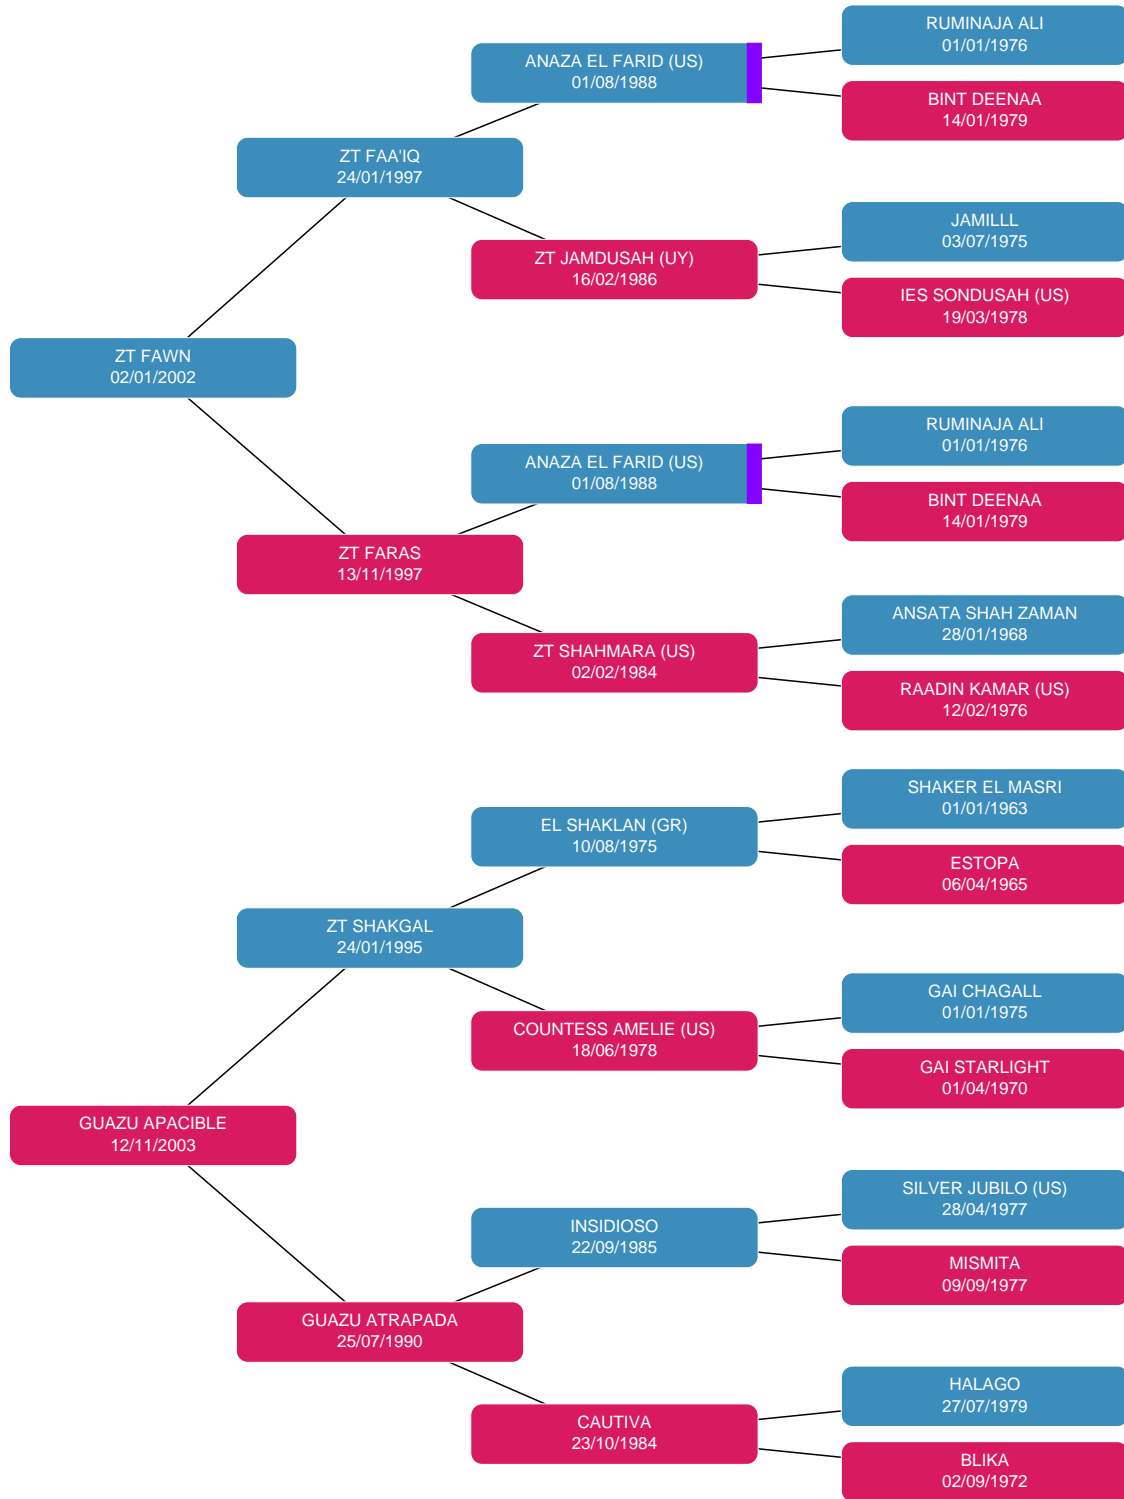 RUMINAJA ALI
01/01/1976
ANAZA EL FARID (US)
01/08/1988
BINT DEENAA
14/01/1979
ZT FAA'IQ
24/01/1997
JAMILLL
03/07/1975
ZT JAMDUSAH (UY)
16/02/1986
IES SONDUSAH (US)
19/03/1978
ZT FAWN
02/01/2002
RUMINAJA ALI
01/01/1976
ANAZA EL FARID (US)
01/08/1988
BINT DEENAA
14/01/1979
ZT FARAS
13/11/1997
ANSATA SHAH ZAMAN
28/01/1968
ZT SHAHMARA (US)
02/02/1984
RAADIN KAMAR (US)
12/02/1976
SHAKER EL MASRI
01/01/1963
EL SHAKLAN (GR)
10/08/1975
ESTOPA
06/04/1965
ZT SHAKGAL
24/01/1995
GAI CHAGALL
01/01/1975
COUNTESS AMELIE (US)
18/06/1978
GAI STARLIGHT
01/04/1970
GUAZU APACIBLE
12/11/2003
SILVER JUBILO (US)
28/04/1977
INSIDIOSO
22/09/1985
MISMITA
09/09/1977
GUAZU ATRAPADA
25/07/1990
HALAGO
27/07/1979
CAUTIVA
23/10/1984
BLIKA
02/09/1972